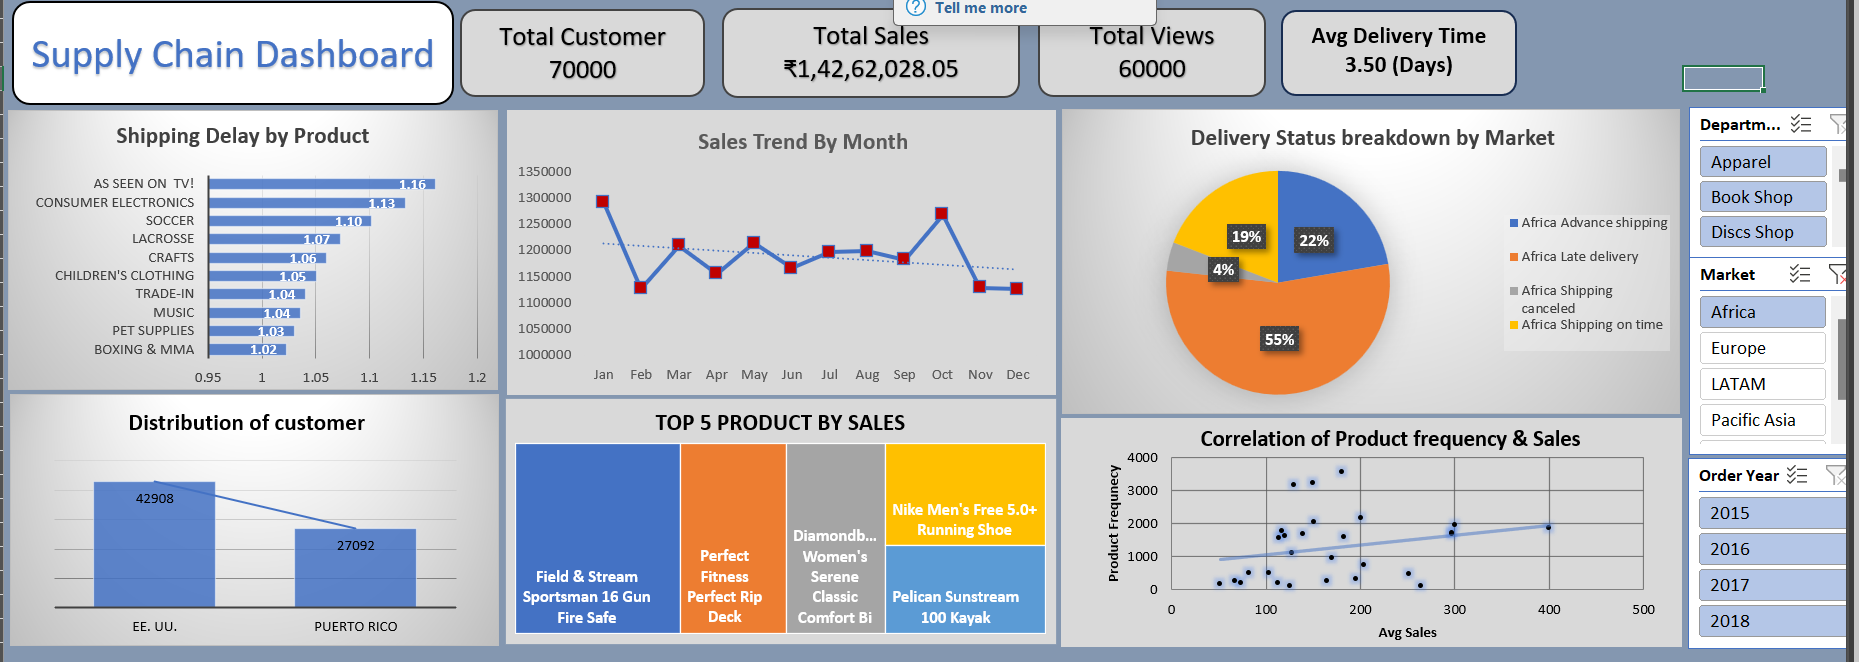 Tell me more
Supply Chain Dashboard
Total Customer
70000
Total Sales
₹1,42,62,028.05
Total Views
60000
Avg Delivery Time
3.50 (Days)
Shipping Delay by Product
AS SEEN ON TV! 1.16
CONSUMER ELECTRONICS 1.13
SOCCER 1.10
LACROSSE 1.07
CRAFTS 1.06
CHILDREN'S CLOTHING 1.05
TRADE-IN 1.04
MUSIC 1.04
PET SUPPLIES 1.03
BOXING & MMA 1.02
0.95 1 1.05 1.1 1.15 1.2
Sales Trend By Month
1350000
1300000
1250000
1200000
1150000
1100000
1050000
1000000
Jan Feb Mar Apr May Jun Jul Aug Sep Oct Nov Dec
Delivery Status breakdown by Market
19%
22%
4%
55%
Africa Advance shipping
Africa Late delivery
Africa Shipping
canceled
Africa Shipping on time
Departm...
Apparel
Book Shop
Discs Shop
Market
Africa
Europe
LATAM
Pacific Asia
Order Year
2015
2016
2017
2018
Distribution of customer
42908
27092
EE. UU. PUERTO RICO
TOP 5 PRODUCT BY SALES
Field & Stream
Sportsman 16 Gun
Fire Safe
Perfect
Fitness
Perfect Rip
Deck
Diamondb...
Women's
Serene
Classic
Comfort Bi
Nike Men's Free 5.0+
Running Shoe
Pelican Sunstream
100 Kayak
Correlation of Product frequency & Sales
Product Frequnecy
4000
3000
2000
1000
0
0 100 200 300 400 500
Avg Sales